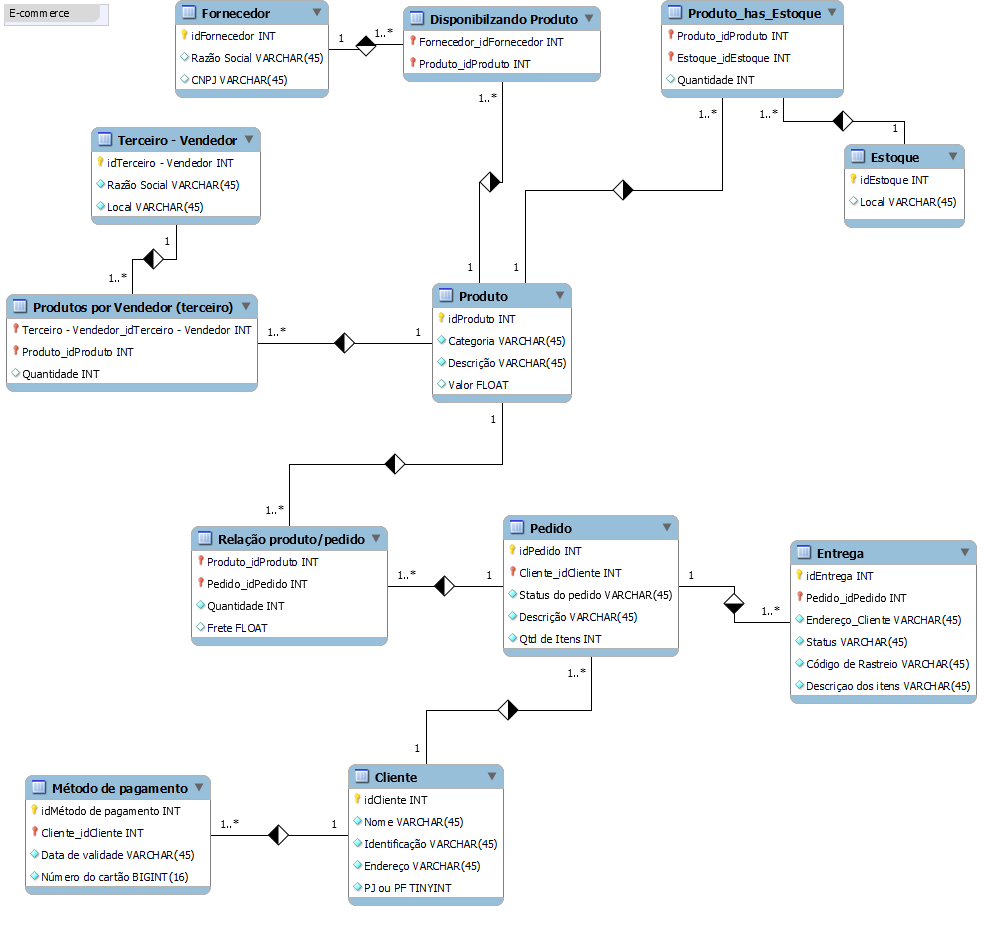 E-commerce
Fornecedor
idFornecedor INT
Razão Social VARCHAR(45)
CNPJ VARCHAR(45)
1
1..*
Disponibilzando Produto
Fornecedor_idFornecedor INT
Produto_idProduto INT
1..*
1
Produto_has_Estoque
Produto_idProduto INT
Estoque_idEstoque INT
Quantidade INT
1..*
1..*
1
1
Estoque
idEstoque INT
Local VARCHAR(45)
Terceiro - Vendedor
idTerceiro - Vendedor INT
Razão Social VARCHAR(45)
Local VARCHAR(45)
1
1..*
Produtos por Vendedor (terceiro)
Terceiro - Vendedor_idTerceiro - Vendedor INT
Produto_idProduto INT
Quantidade INT
1..*
1
Produto
idProduto INT
Categoria VARCHAR(45)
Descrição VARCHAR(45)
Valor FLOAT
1
1..*
Relação produto/pedido
Produto_idProduto INT
Pedido_idPedido INT
Quantidade INT
Frete FLOAT
1..*
1
Pedido
idPedido INT
Cliente_idCliente INT
Status do pedido VARCHAR(45)
Descrição VARCHAR(45)
Qtd de Itens INT
1
1..*
Entrega
idEntrega INT
Pedido_idPedido INT
Endereço_Cliente VARCHAR(45)
Status VARCHAR(45)
Código de Rastreio VARCHAR(45)
Descriçao dos itens VARCHAR(45)
1..*
1
Método de pagamento
idMétodo de pagamento INT
Cliente_idCliente INT
Data de validade VARCHAR(45)
Número do cartão BIGINT(16)
1..*
1
Cliente
idCliente INT
Nome VARCHAR(45)
Identificação VARCHAR(45)
Endereço VARCHAR(45)
PJ ou PF TINYINT